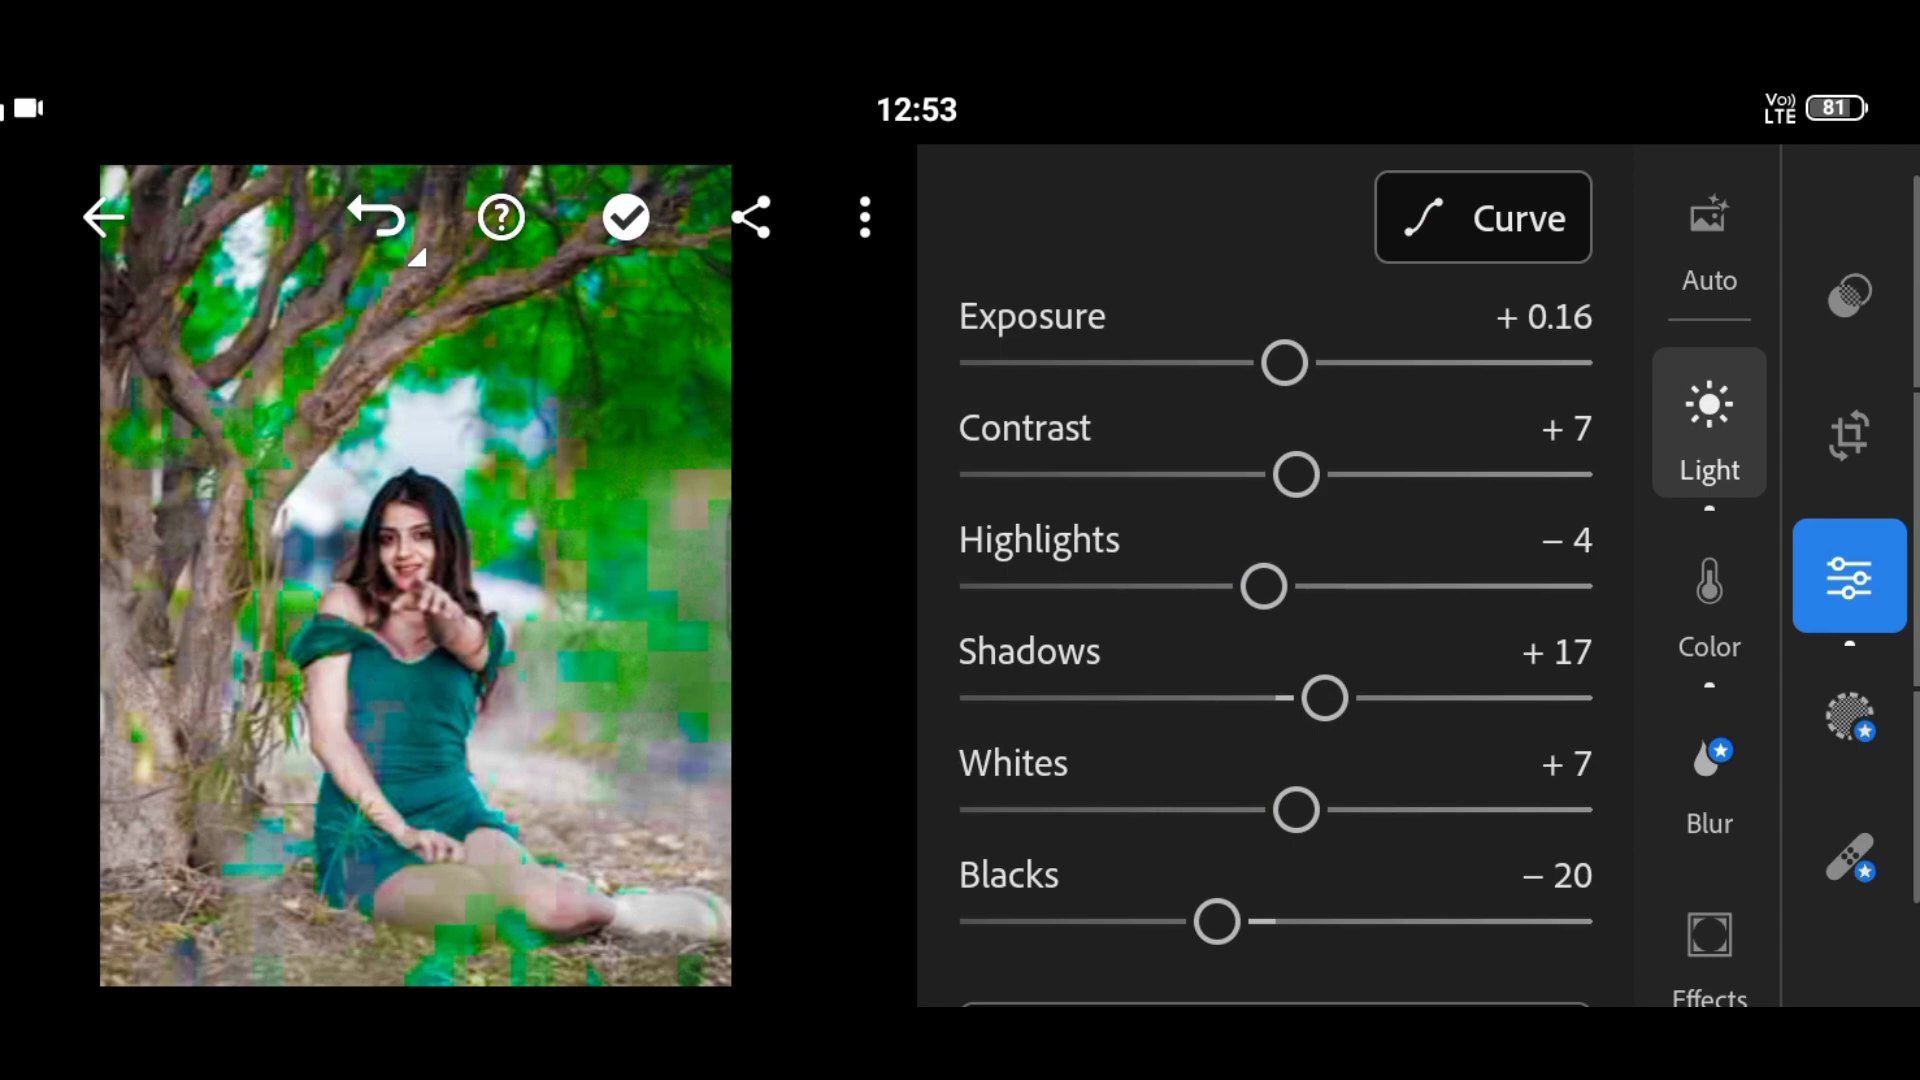 12:53
Vo)) LTE
81
Curve
Exposure + 0.16
Contrast + 7
Highlights – 4
Shadows + 17
Whites + 7
Blacks – 20
Auto
Light
Color
Blur
Effects